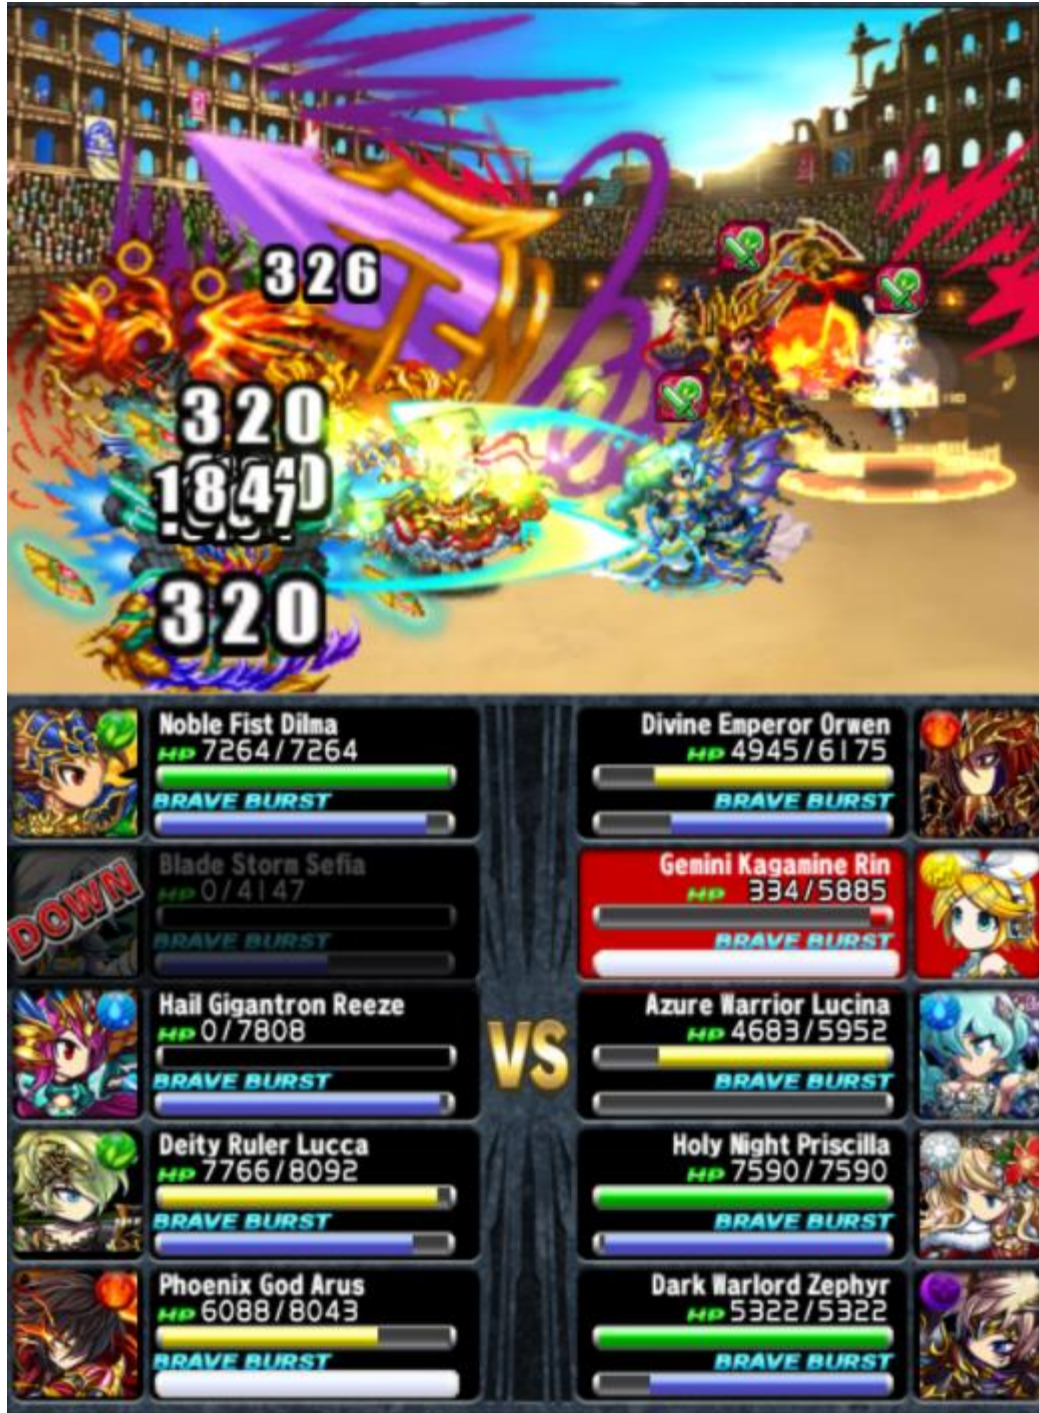 326
320
1847
320
Noble Fist Dilma
HP 7264/7264
BRAVE BURST
Divine Emperor Orwen
HP 4945/6175
BRAVE BURST
DOWN
Blade Storm Sefia
HP 0/4147
BRAVE BURST
Gemini Kagamine Rin
HP 334/5885
BRAVE BURST
Hail Gigantron Reeze
HP 0/7808
BRAVE BURST
VS
Azure Warrior Lucina
HP 4683/5952
BRAVE BURST
Deity Ruler Lucca
HP 7766/8092
BRAVE BURST
Holy Night Priscilla
HP 7590/7590
BRAVE BURST
Phoenix God Arus
HP 6088/8043
BRAVE BURST
Dark Warlord Zephyr
HP 5322/5322
BRAVE BURST